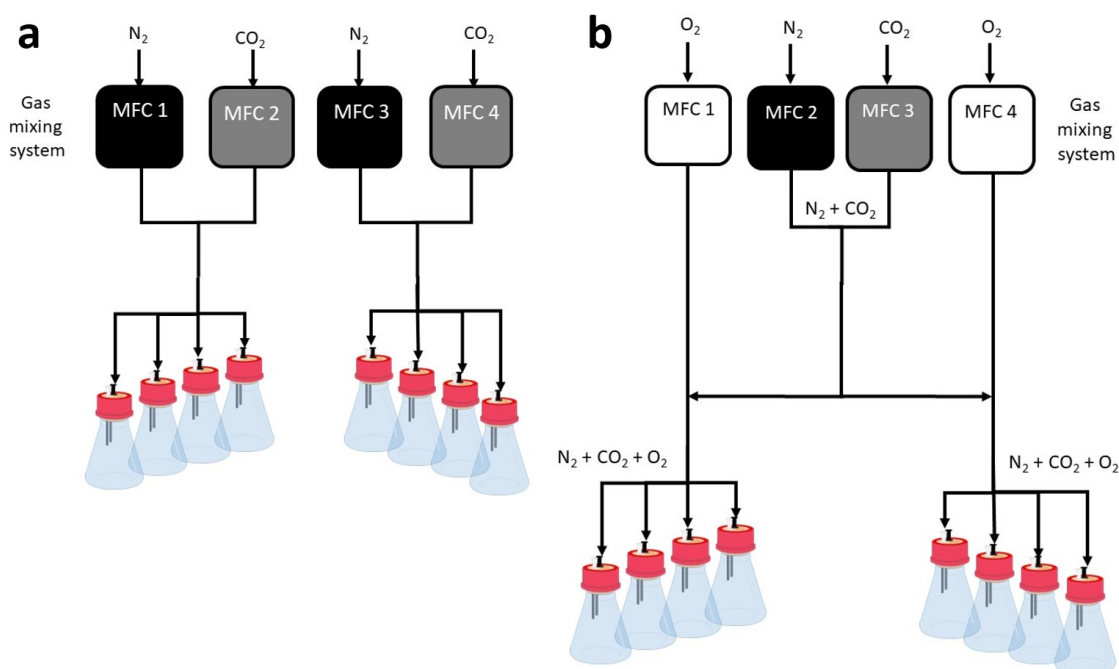 a
N₂
CO₂
N₂
CO₂
Gas
mixing
system
MFC 1
MFC 2
MFC 3
MFC 4
b
O₂
N₂
CO₂
O₂
MFC 1
MFC 2
MFC 3
MFC 4
Gas
mixing
system
N₂ + CO₂
N₂ + CO₂ + O₂
N₂ + CO₂ + O₂